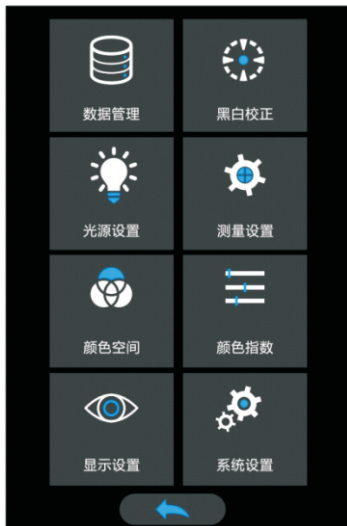 数据管理
黑白校正
光源设置
测量设置
颜色空间
颜色指数
显示设置
系统设置